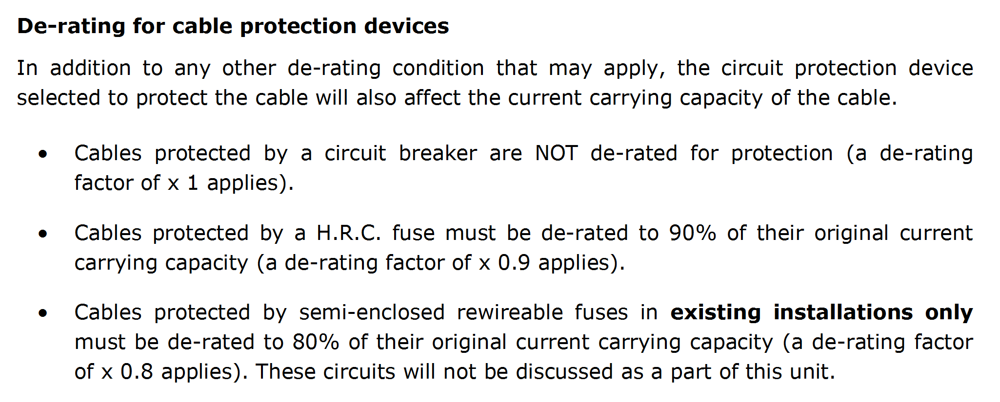 De-rating for cable protection devices
In addition to any other de-rating condition that may apply, the circuit protection device
selected to protect the cable will also affect the current carrying capacity of the cable.
• Cables protected by a circuit breaker are NOT de-rated for protection (a de-rating
factor of x 1 applies).
• Cables protected by a H.R.C. fuse must be de-rated to 90% of their original current
carrying capacity (a de-rating factor of x 0.9 applies).
• Cables protected by semi-enclosed rewireable fuses in existing installations only
must be de-rated to 80% of their original current carrying capacity (a de-rating factor
of x 0.8 applies). These circuits will not be discussed as a part of this unit.